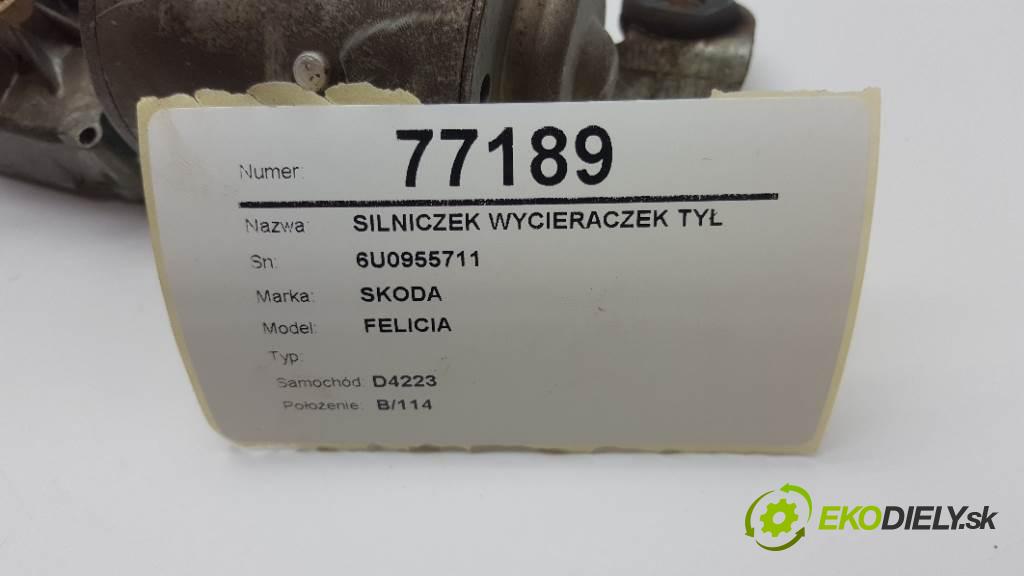 Numer: 77189
Nazwa: SILNICZEK WYCIERACZEK TYŁ
Sn: 6U0955711
Marka: SKODA
Model: FELICIA
Typ:
Samochód: D4223
Położenie: B/114
EKODIELY.sk